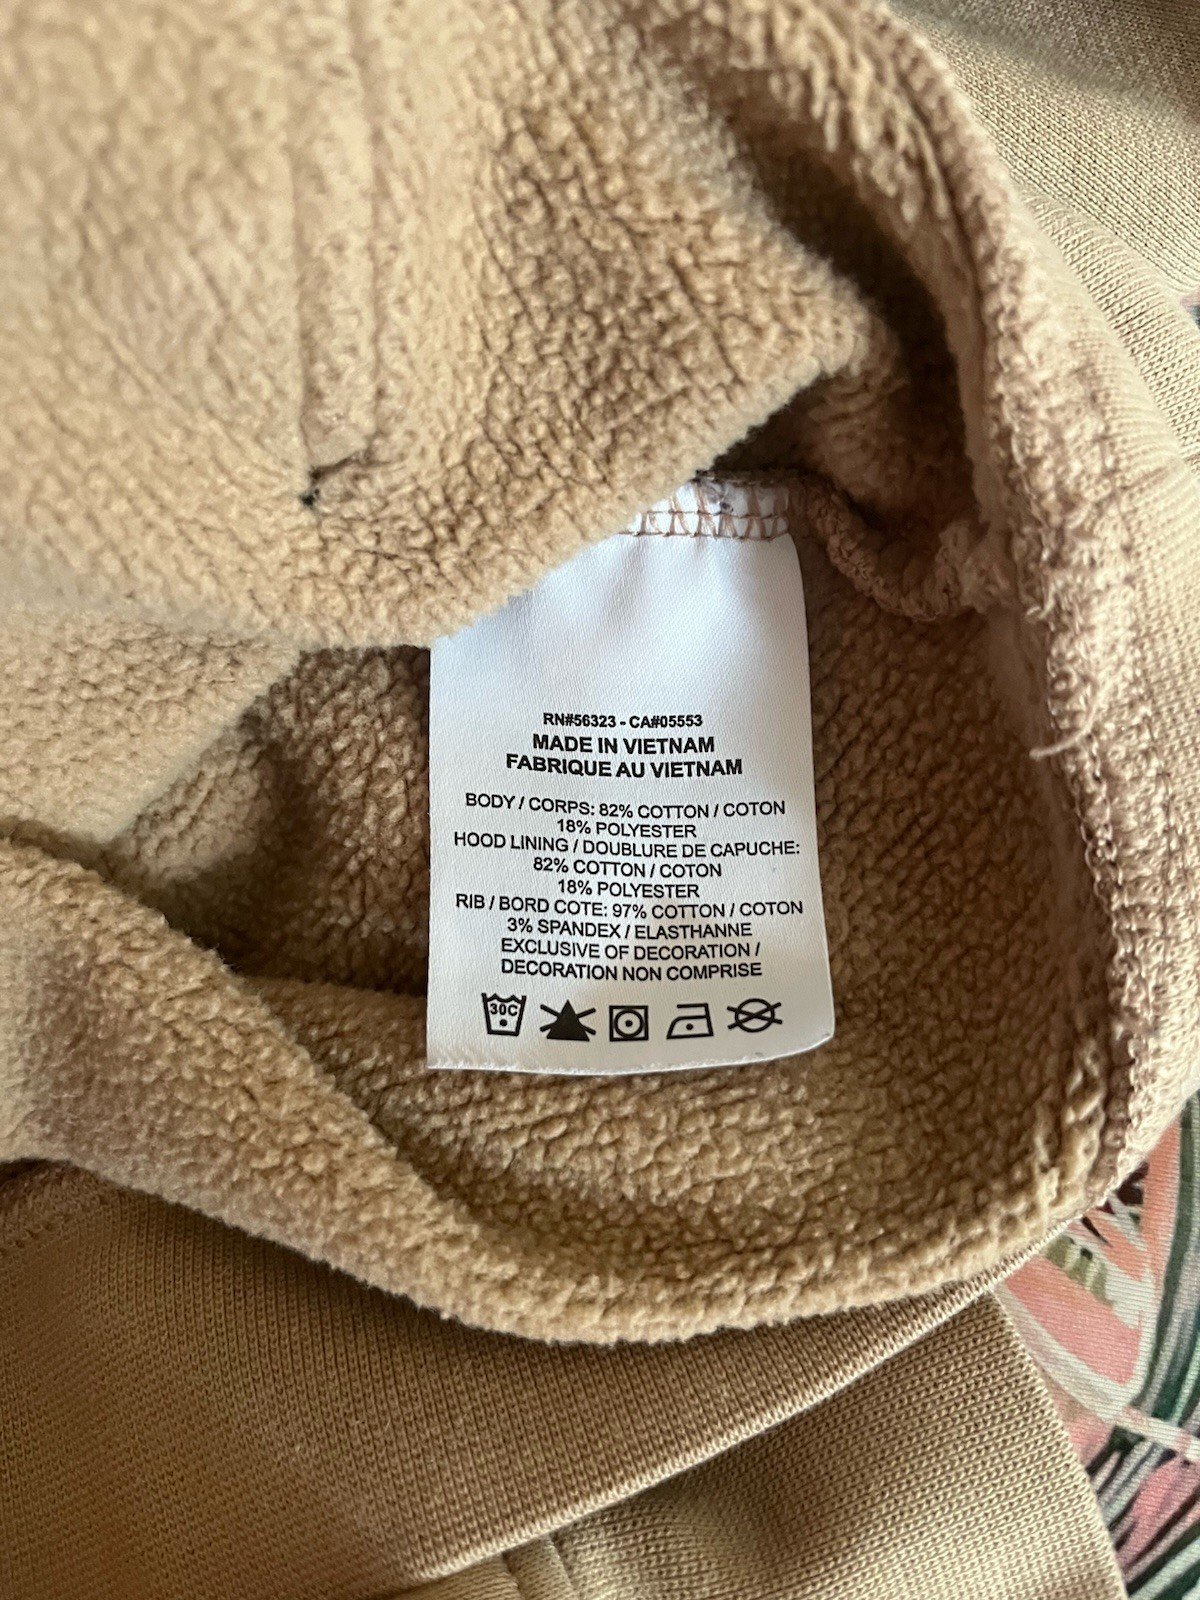 RN#56323 - CA#05553
MADE IN VIETNAM
FABRIQUE AU VIETNAM
BODY / CORPS: 82% COTTON / COTON
18% POLYESTER
HOOD LINING / DOUBLURE DE CAPUCHE:
82% COTTON / COTON
18% POLYESTER
RIB / BORD COTE: 97% COTTON / COTON
3% SPANDEX / ELASTHANNE
EXCLUSIVE OF DECORATION /
DECORATION NON COMPRISE
30C